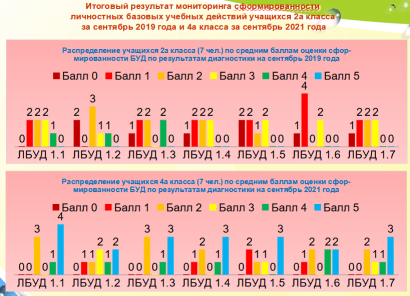 Итоговый результат мониторинга сформированности
личностных базовых учебных действий учащихся 2а класса
за сентябрь 2019 года и 4а класса за сентябрь 2021 года
Распределение учащихся 2а класса (7 чел.) по средним баллам оценки сфор-
мированности БУД по результатам диагностики на сентябрь 2019 года
Балл 0 Балл 1 Балл 2 Балл 3 Балл 4 Балл 5
ЛБУД 1.1 ЛБУД 1.2 ЛБУД 1.3 ЛБУД 1.4 ЛБУД 1.5 ЛБУД 1.6 ЛБУД 1.7
Распределение учащихся 4а класса (7 чел.) по средним баллам оценки сфор-
мированности БУД по результатам диагностики на сентябрь 2021 года
Балл 0 Балл 1 Балл 2 Балл 3 Балл 4 Балл 5
ЛБУД 1.1 ЛБУД 1.2 ЛБУД 1.3 ЛБУД 1.4 ЛБУД 1.5 ЛБУД 1.6 ЛБУД 1.7